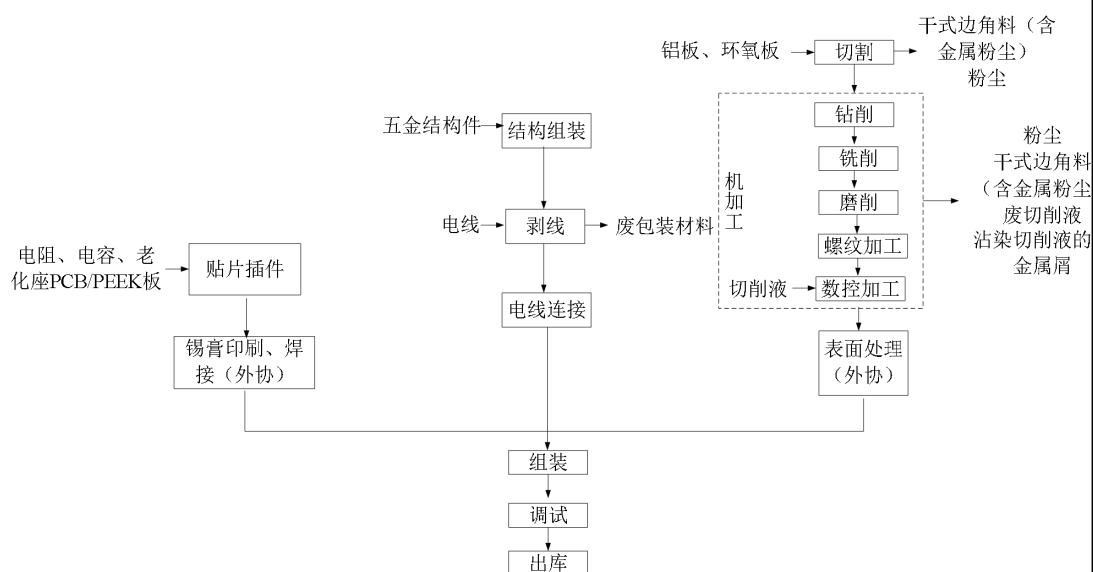 干式边角料（含
金属粉尘）
粉尘
铝板、环氧板
切割
五金结构件
结构组装
钻削
铣削
磨削
螺纹加工
切削液
数控加工
机
加
工
粉尘
干式边角料
（含金属粉尘
废切削液
沾染切削液的
金属屑
电线
剥线
废包装材料
电阻、电容、老
化座PCB/PEEK板
贴片插件
电线连接
锡膏印刷、焊
接（外协）
表面处理
（外协）
组装
调试
出库